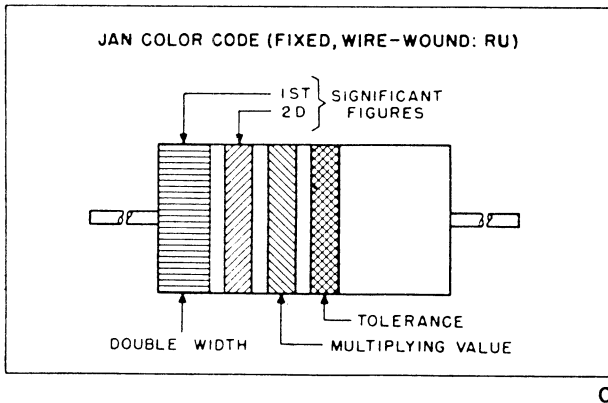 JAN COLOR CODE (FIXED, WIRE-WOUND: RU)
1ST
2D
SIGNIFICANT
FIGURES
TOLERANCE
DOUBLE WIDTH
MULTIPLYING VALUE